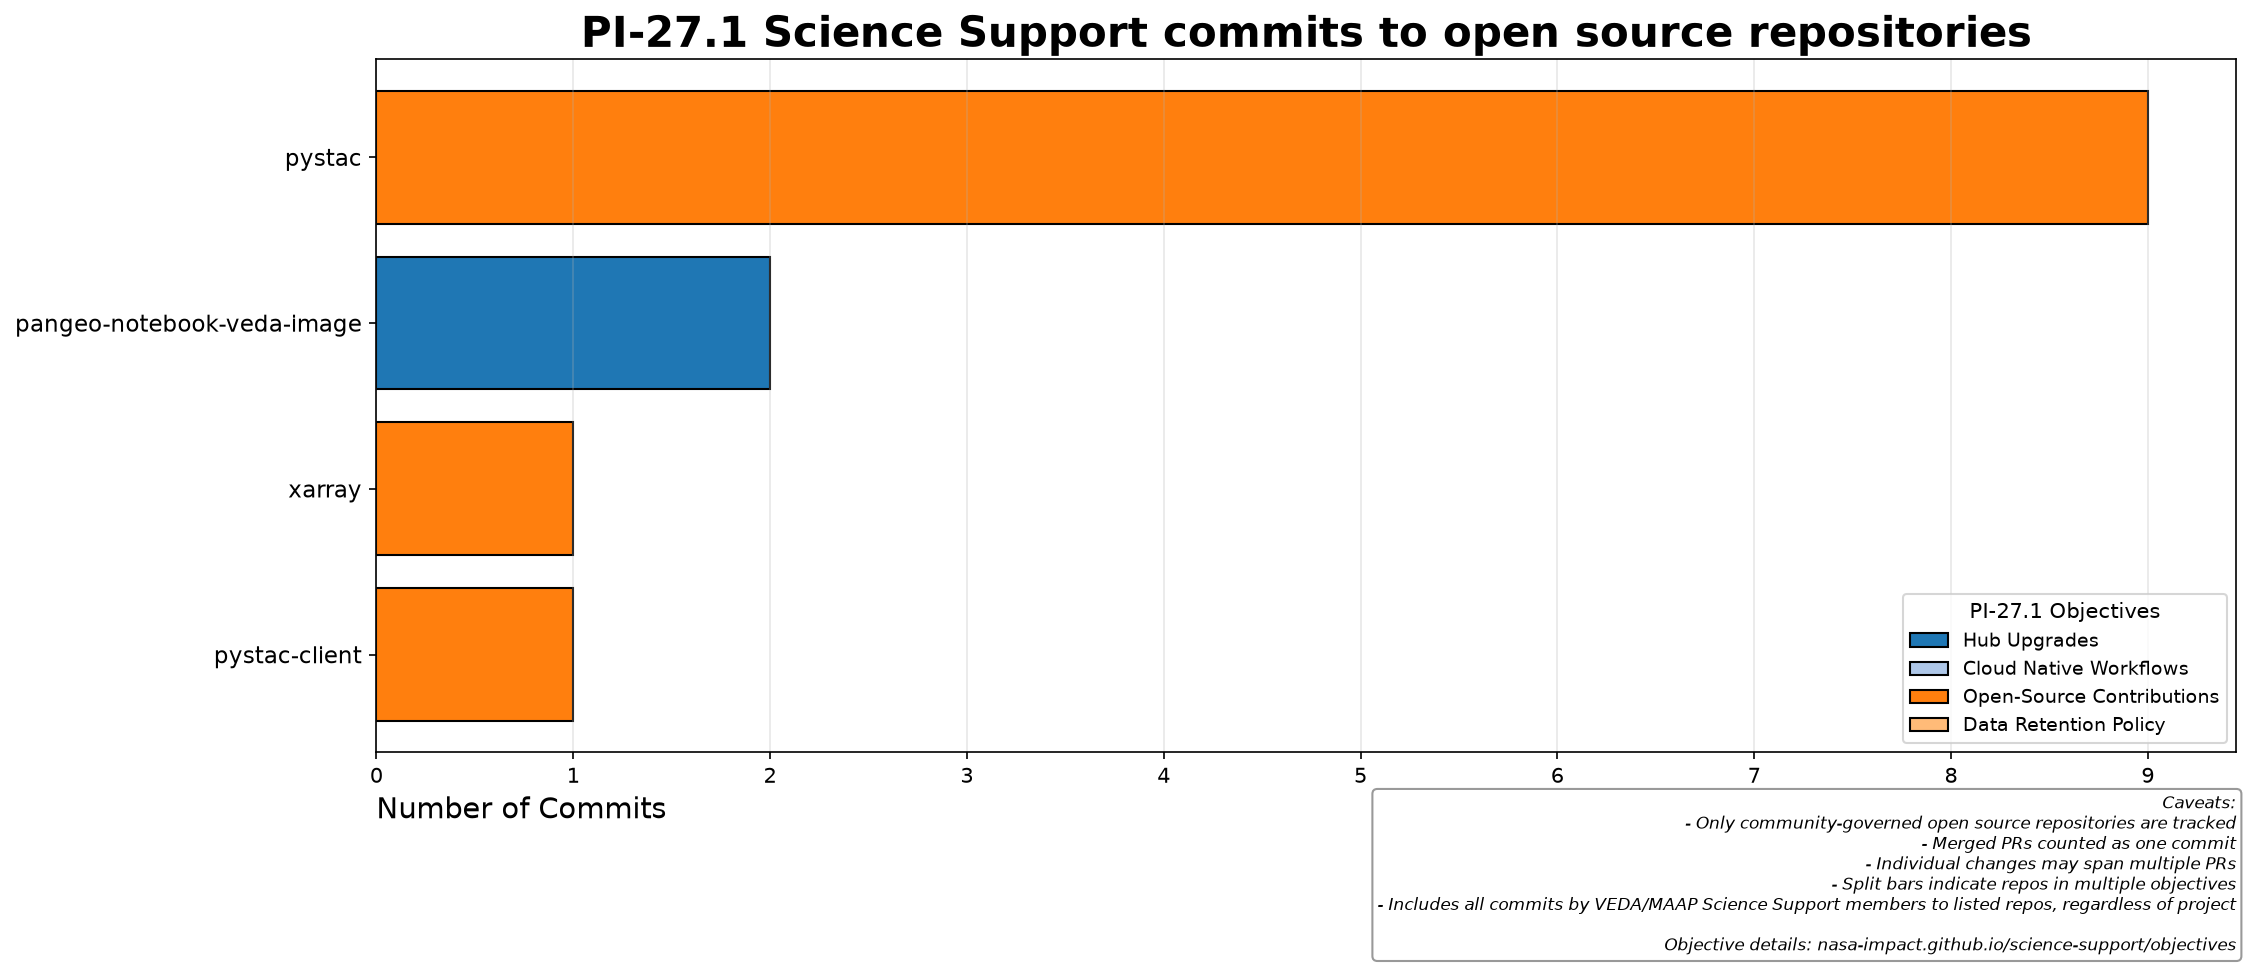 PI-27.1 Science Support commits to open source repositories
pystac
pangeo-notebook-veda-image
xarray
pystac-client
PI-27.1 Objectives
Hub Upgrades
Cloud Native Workflows
Open-Source Contributions
Data Retention Policy
0 1 2 3 4 5 6 7 8 9
Number of Commits
Caveats:
- Only community-governed open source repositories are tracked
- Merged PRs counted as one commit
- Individual changes may span multiple PRs
- Split bars indicate repos in multiple objectives
- Includes all commits by VEDA/MAAP Science Support members to listed repos, regardless of project
Objective details: nasa-impact.github.io/science-support/objectives